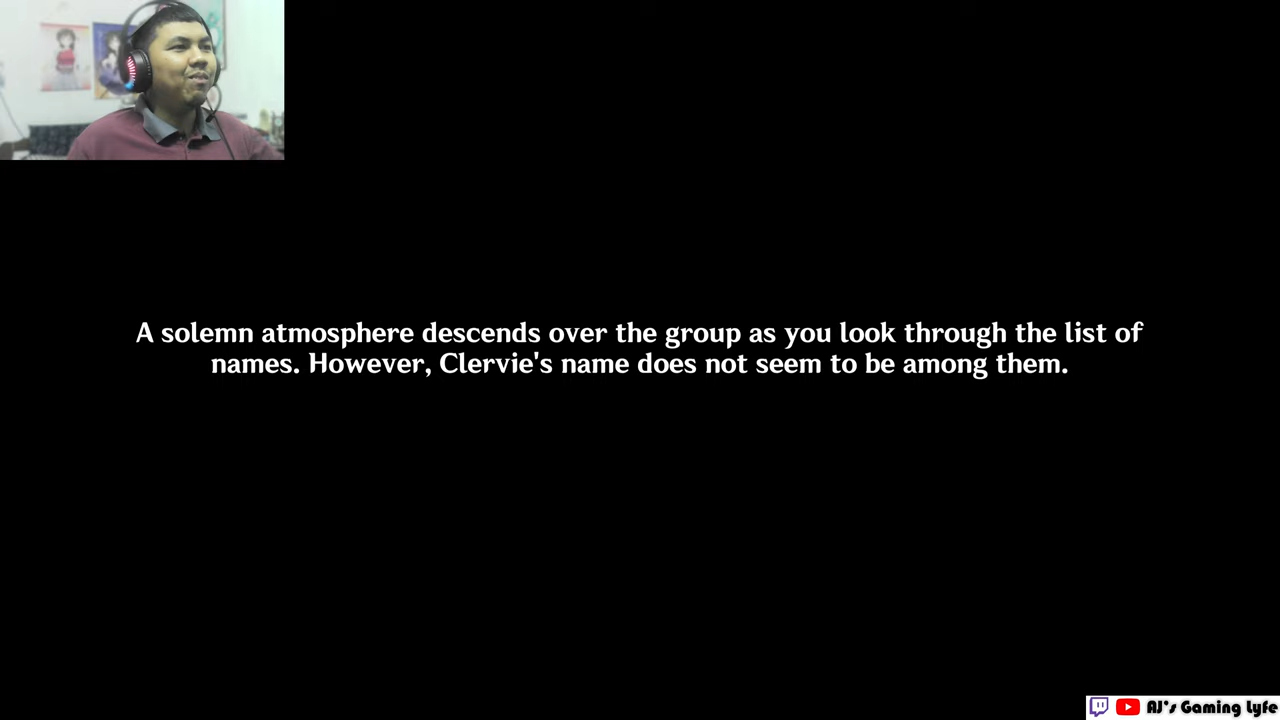 A solemn atmosphere descends over the group as you look through the list of
names. However, Clervie's name does not seem to be among them.
AJ's Gaming Lyfe